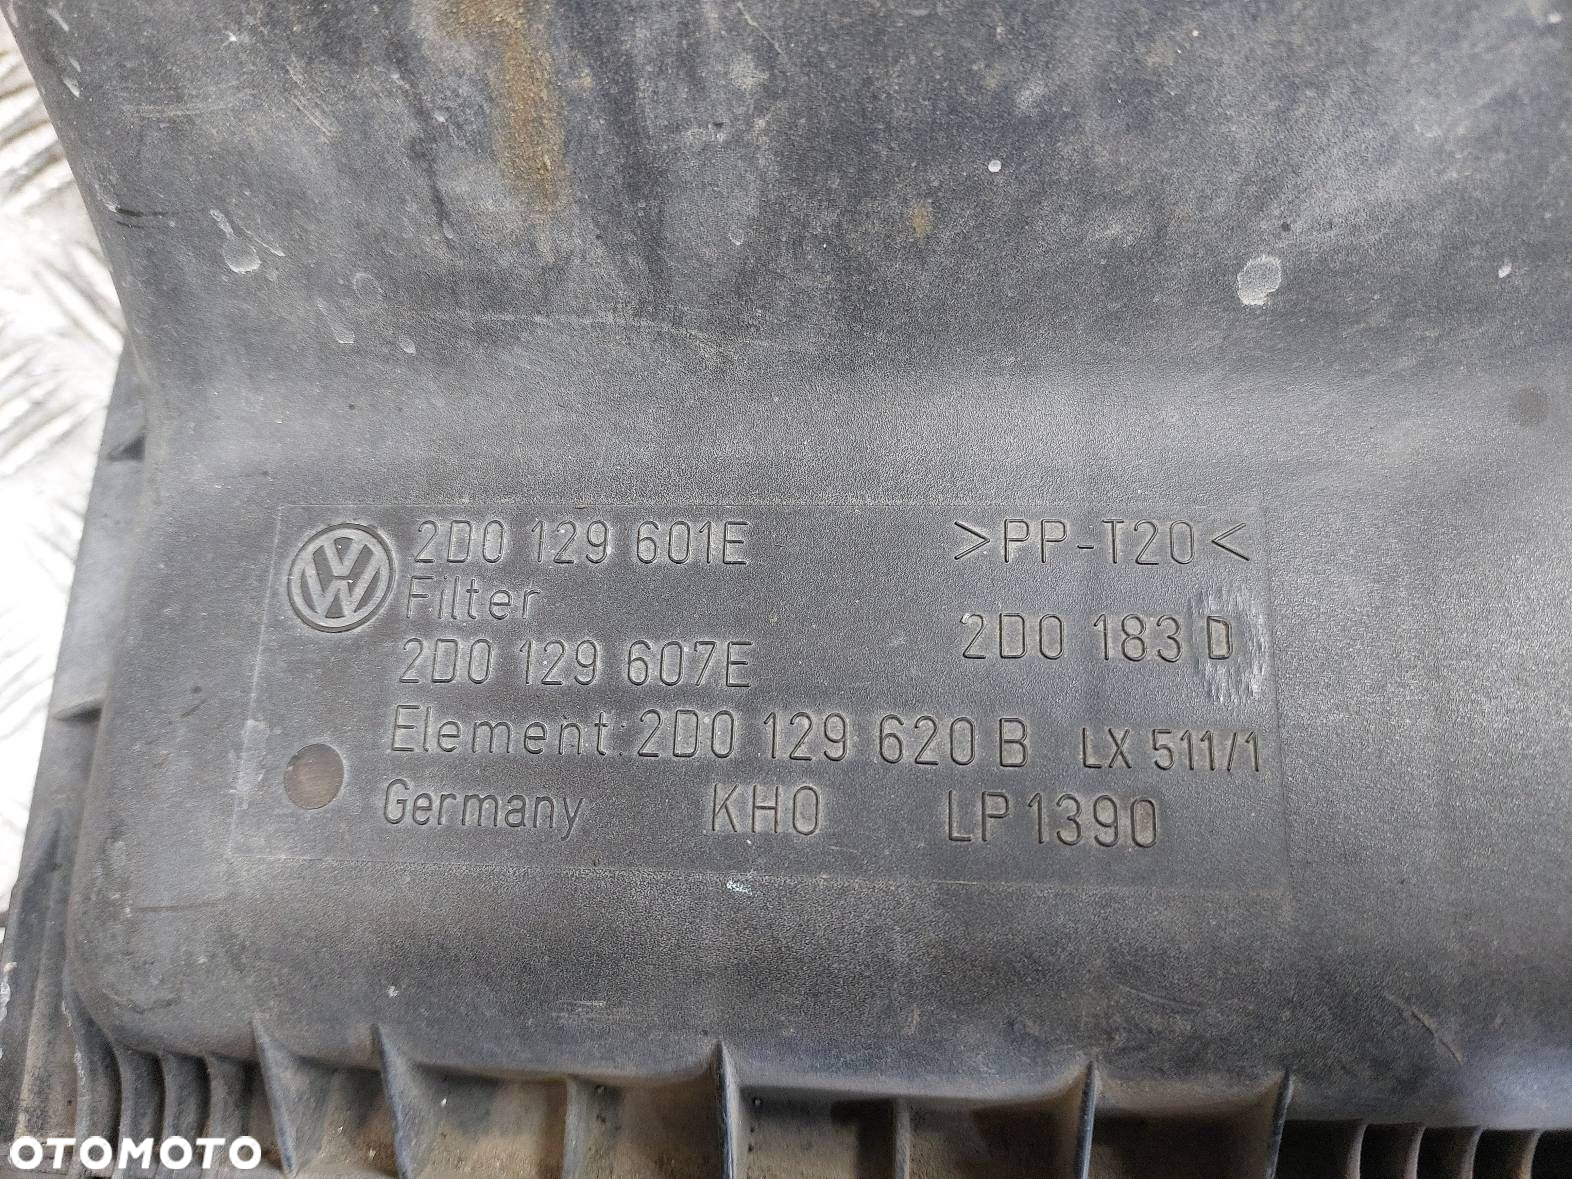 2D0 129 601E >PP-T20<
Filter
2D0 129 607E 2D0 183 D
Element: 2D0 129 620 B LX 511/1
Germany KHO LP1390
OTOMOTO